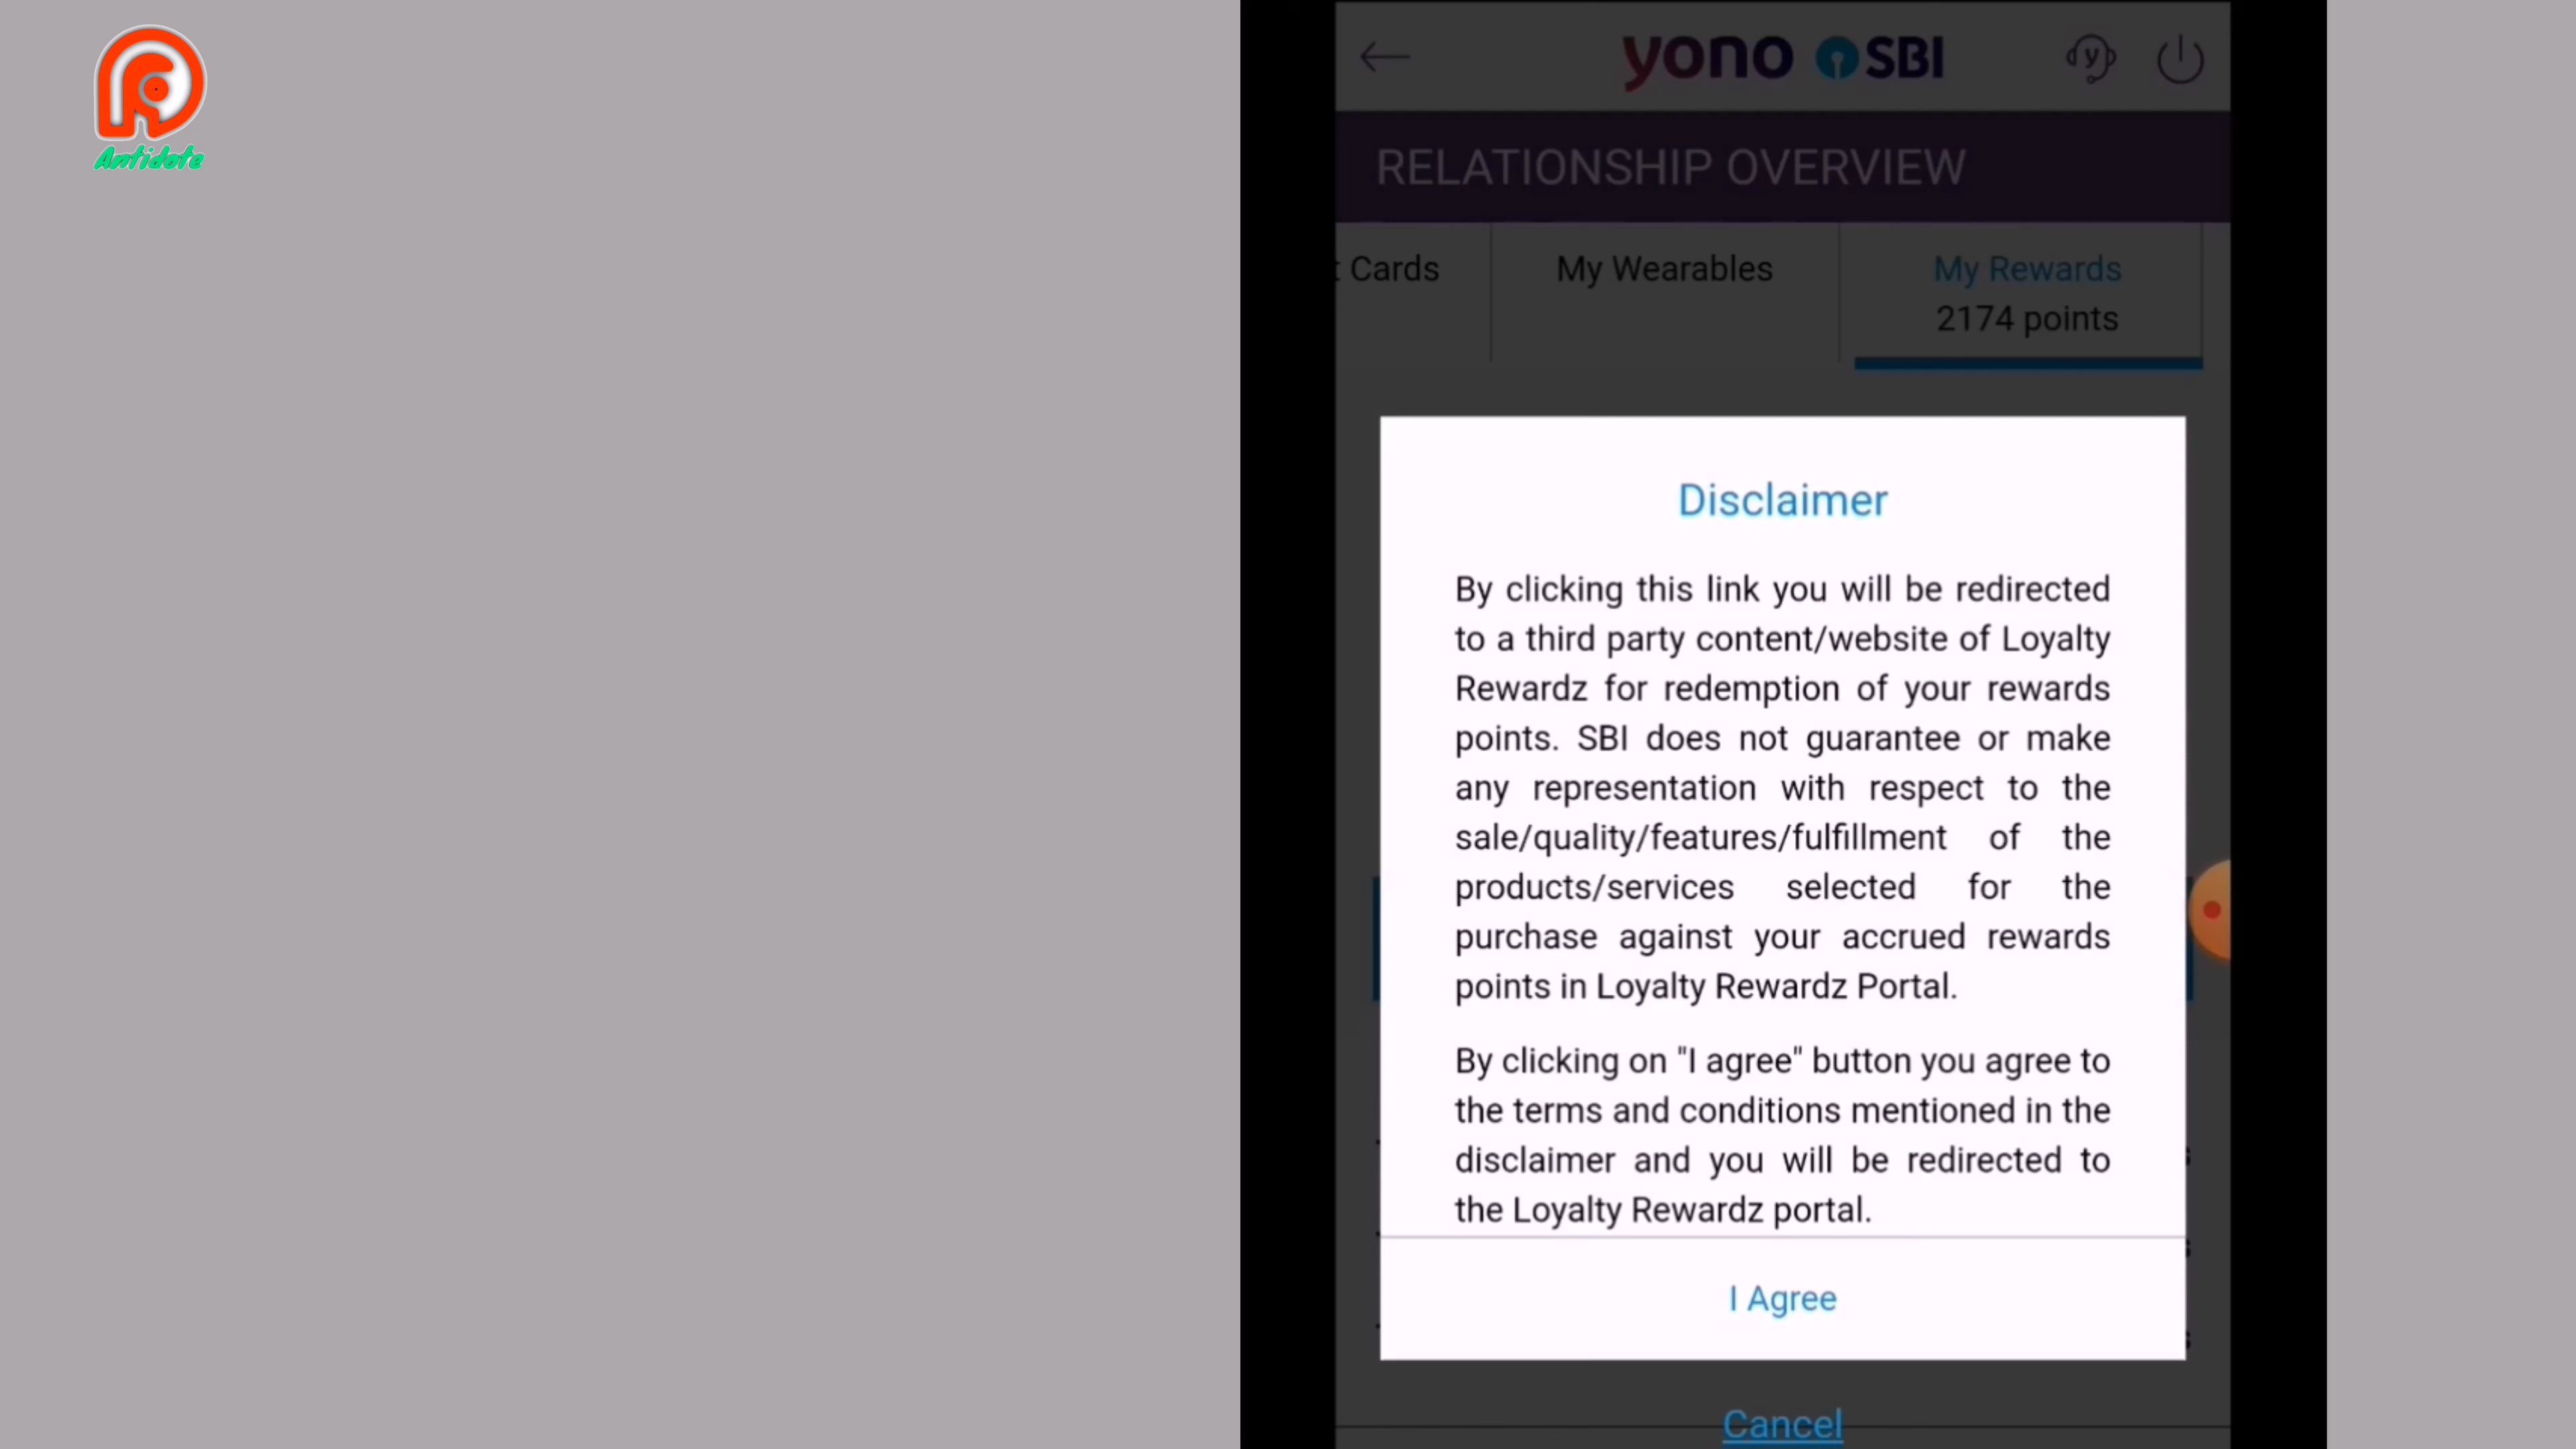 Antidote
yono SBI
RELATIONSHIP OVERVIEW
t Cards
My Wearables
My Rewards
2174 points
Disclaimer
By clicking this link you will be redirected
to a third party content/website of Loyalty
Rewardz for redemption of your rewards
points. SBI does not guarantee or make
any representation with respect to the
sale/quality/features/fulfillment of the
products/services selected for the
purchase against your accrued rewards
points in Loyalty Rewardz Portal.
By clicking on "I agree" button you agree to
the terms and conditions mentioned in the
disclaimer and you will be redirected to
the Loyalty Rewardz portal.
I Agree
Cancel